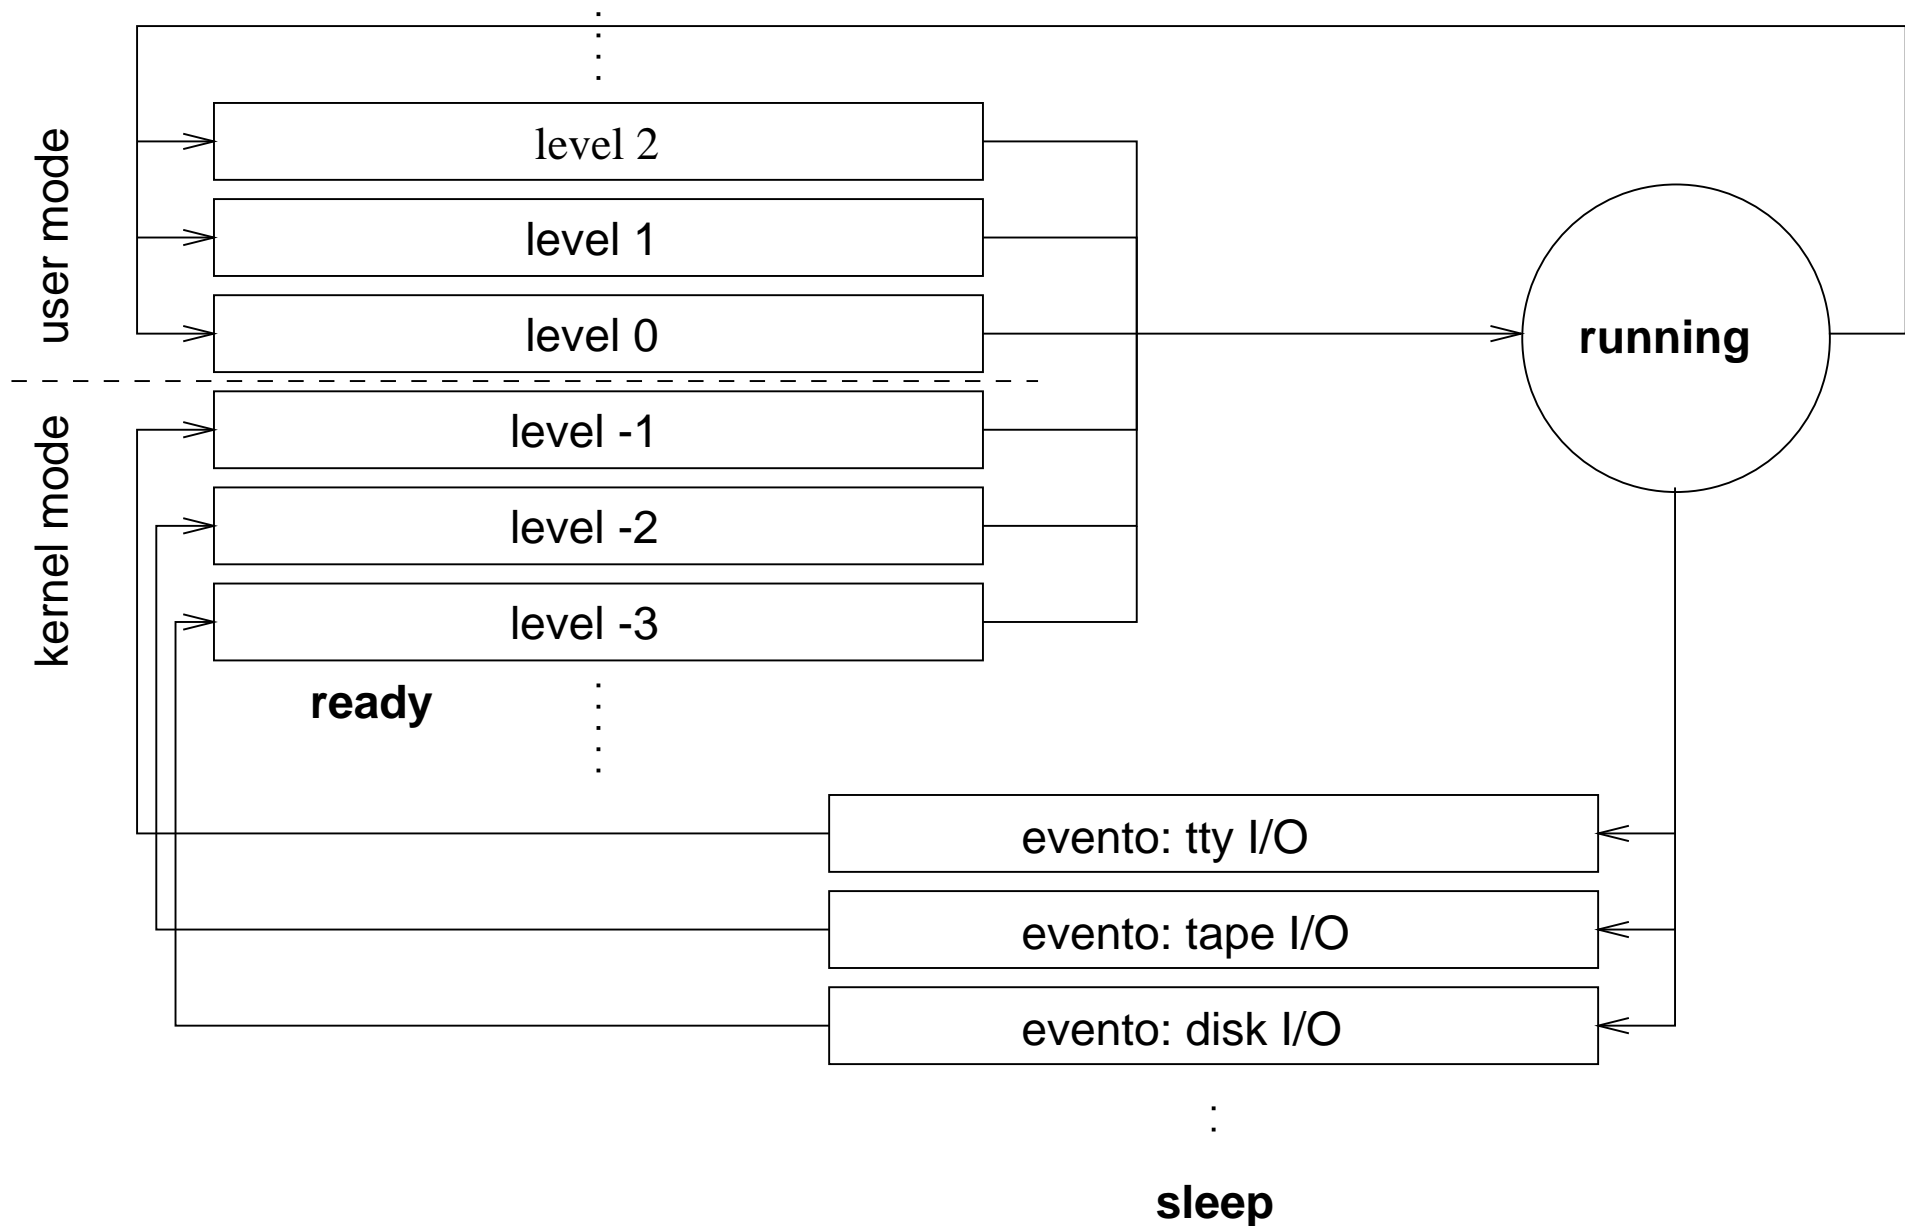 user mode
level 2
level 1
level 0
running
kernel mode
level -1
level -2
level -3
ready
evento: tty I/O
evento: tape I/O
evento: disk I/O
sleep